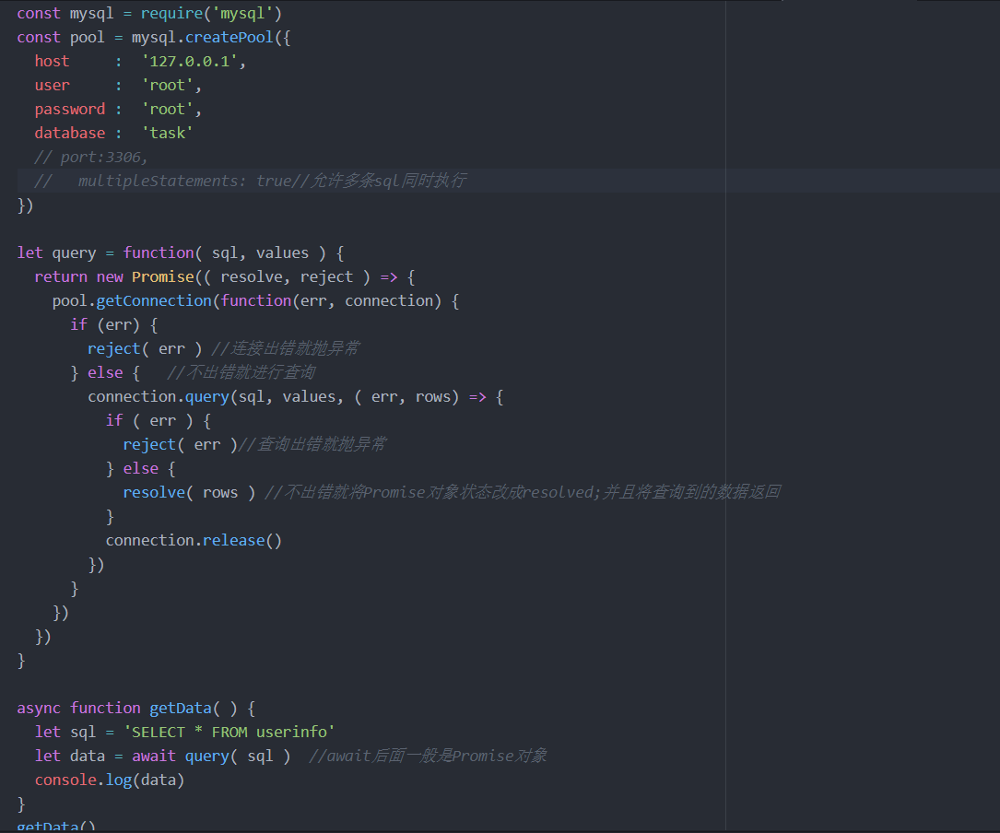 const mysql = require('mysql')
const pool = mysql.createPool({
  host     :  '127.0.0.1',
  user     :  'root',
  password :  'root',
  database :  'task'
  // port:3306,
  //   multipleStatements: true//允许多条sql同时执行
})

let query = function( sql, values ) {
  return new Promise(( resolve, reject ) => {
    pool.getConnection(function(err, connection) {
      if (err) {
        reject( err ) //连接出错就抛异常
      } else {   //不出错就进行查询
        connection.query(sql, values, ( err, rows) => {
          if ( err ) {
            reject( err )//查询出错就抛异常
          } else {
            resolve( rows ) //不出错就将Promise对象状态改成resolved;并且将查询到的数据返回
          }
          connection.release()
        })
      }
    })
  })
}

async function getData( ) {
  let sql = 'SELECT * FROM userinfo'
  let data = await query( sql )  //await后面一般是Promise对象
  console.log(data)
}
getData()